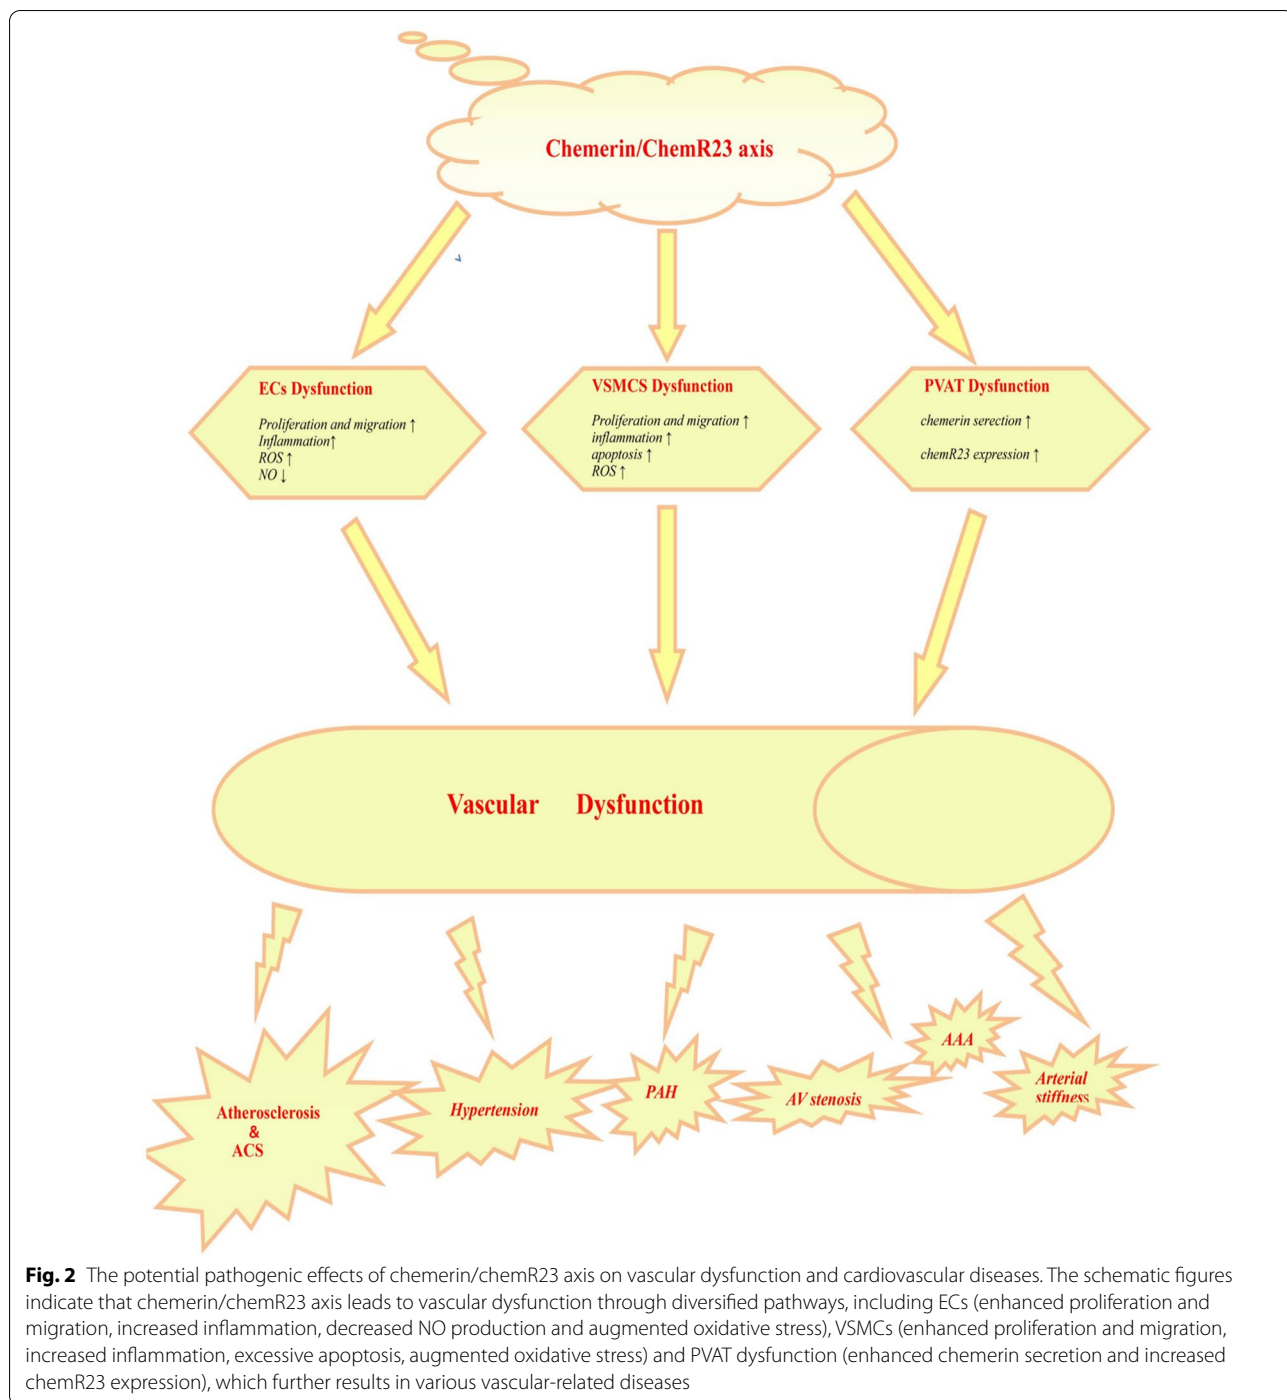 Chemerin/ChemR23 axis
ECs Dysfunction
Proliferation and migration ↑
Inflammation↑
ROS ↑
NO ↓
VSMCS Dysfunction
Proliferation and migration ↑
inflammation ↑
apoptosis ↑
ROS ↑
PVAT Dysfunction
chemerin serection ↑
chemR23 expression ↑
Vascular Dysfunction
Atherosclerosis
&
ACS
Hypertension
PAH
AV stenosis
AAA
Arterial
stiffness
Fig. 2 The potential pathogenic effects of chemerin/chemR23 axis on vascular dysfunction and cardiovascular diseases. The schematic figures
indicate that chemerin/chemR23 axis leads to vascular dysfunction through diversified pathways, including ECs (enhanced proliferation and
migration, increased inflammation, decreased NO production and augmented oxidative stress), VSMCs (enhanced proliferation and migration,
increased inflammation, excessive apoptosis, augmented oxidative stress) and PVAT dysfunction (enhanced chemerin secretion and increased
chemR23 expression), which further results in various vascular-related diseases